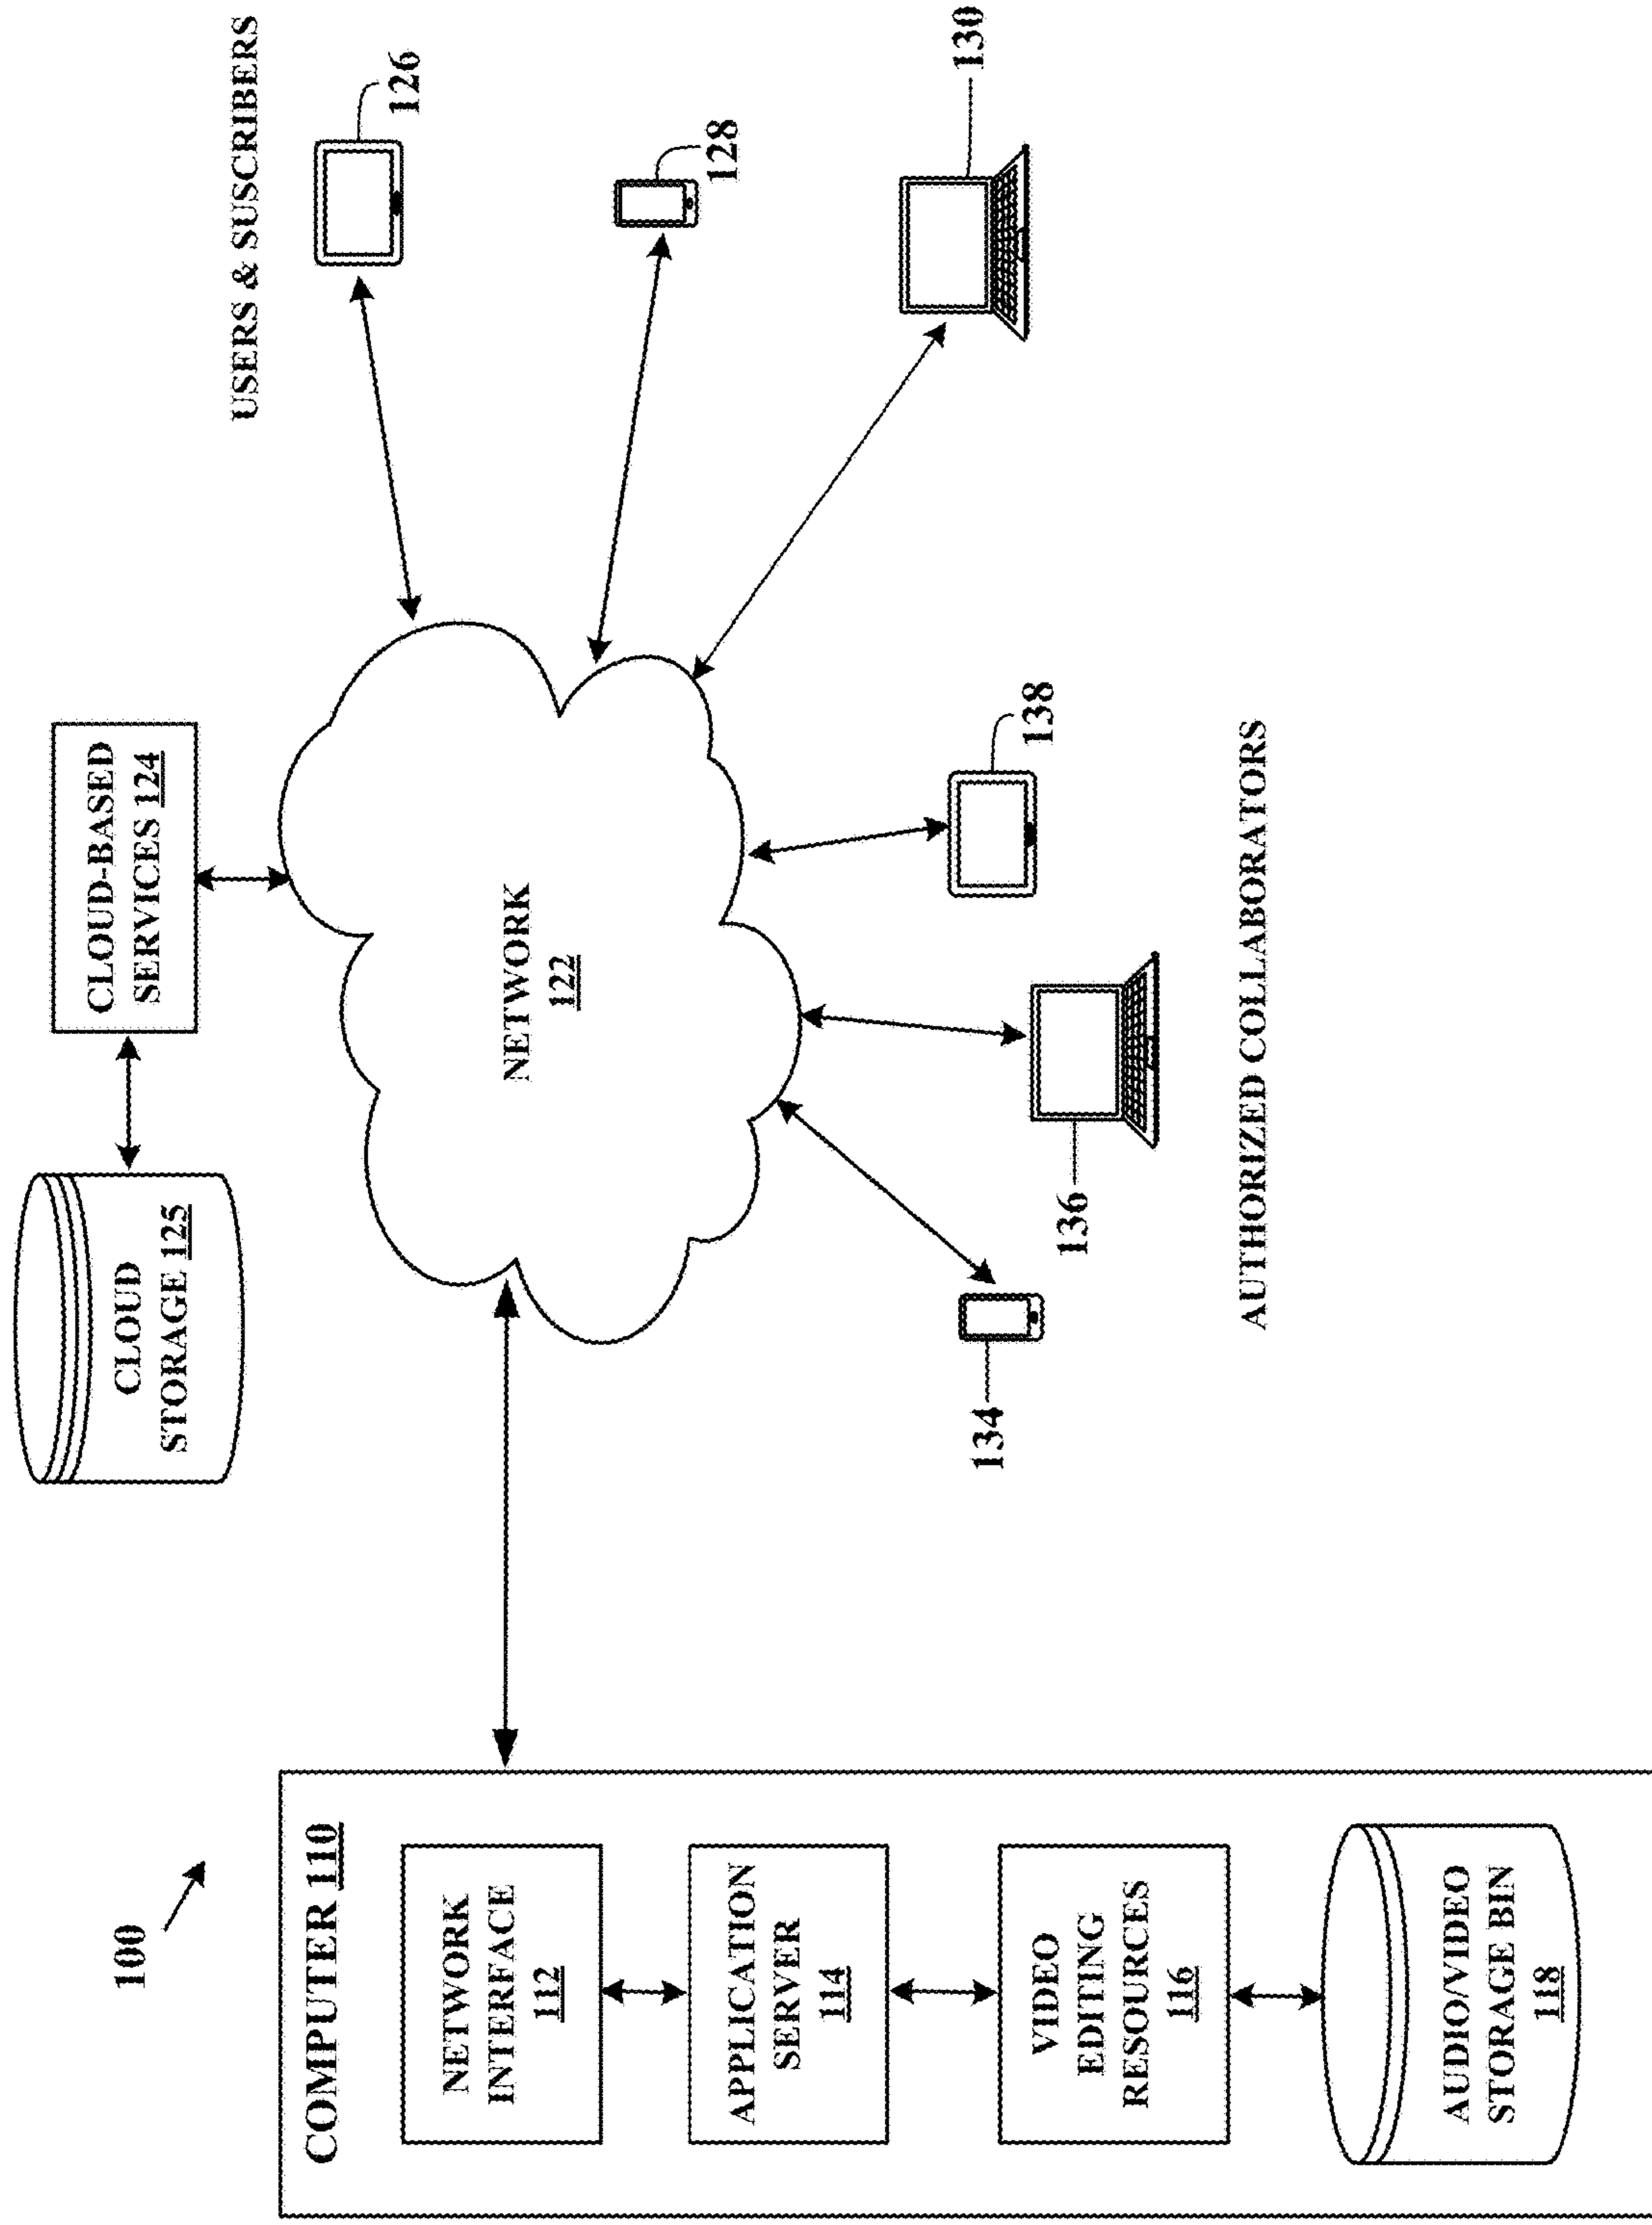 100
COMPUTER 110
NETWORK
INTERFACE
112
APPLICATION
SERVER
114
VIDEO
EDITING
RESOURCES
116
AUDIO/VIDEO
STORAGE BIN
118
CLOUD
STORAGE 125
CLOUD-BASED
SERVICES 124
NETWORK
122
USERS & SUSCRIBERS
126
128
130
138
136
134
AUTHORIZED COLLABORATORS